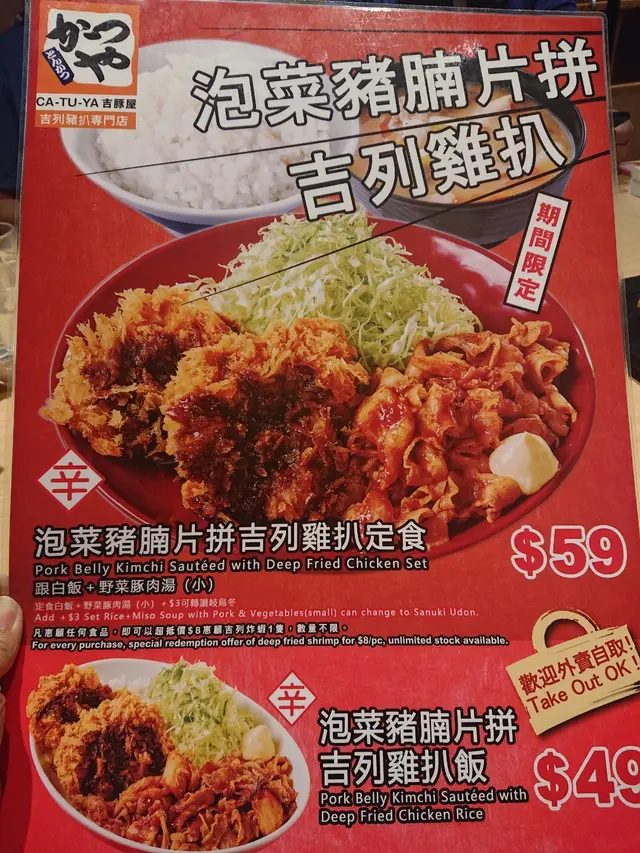 かつや
とんかつ
CA-TU-YA 吉豚屋
吉列豬扒專門店
泡菜豬腩片拼
吉列雞扒
期間限定
辛
泡菜豬腩片拼吉列雞扒定食
Pork Belly Kimchi Sautéed with Deep Fried Chicken Set
跟白飯+野菜豚肉湯（小）
$59
定食白飯+野菜豚肉湯（小）+$3可轉讚岐烏冬
Add +$3 Set Rice+Miso Soup with Pork & Vegetables(small) can change to Sanuki Udon.
凡惠顧任何食品，即可以超抵價$8惠顧吉列炸蝦1隻，數量不限。
For every purchase, special redemption offer of deep fried shrimp for $8/pc, unlimited stock available.
歡迎外賣自取!
Take Out OK!
辛
泡菜豬腩片拼
吉列雞扒飯
Pork Belly Kimchi Sautéed with
Deep Fried Chicken Rice
$49